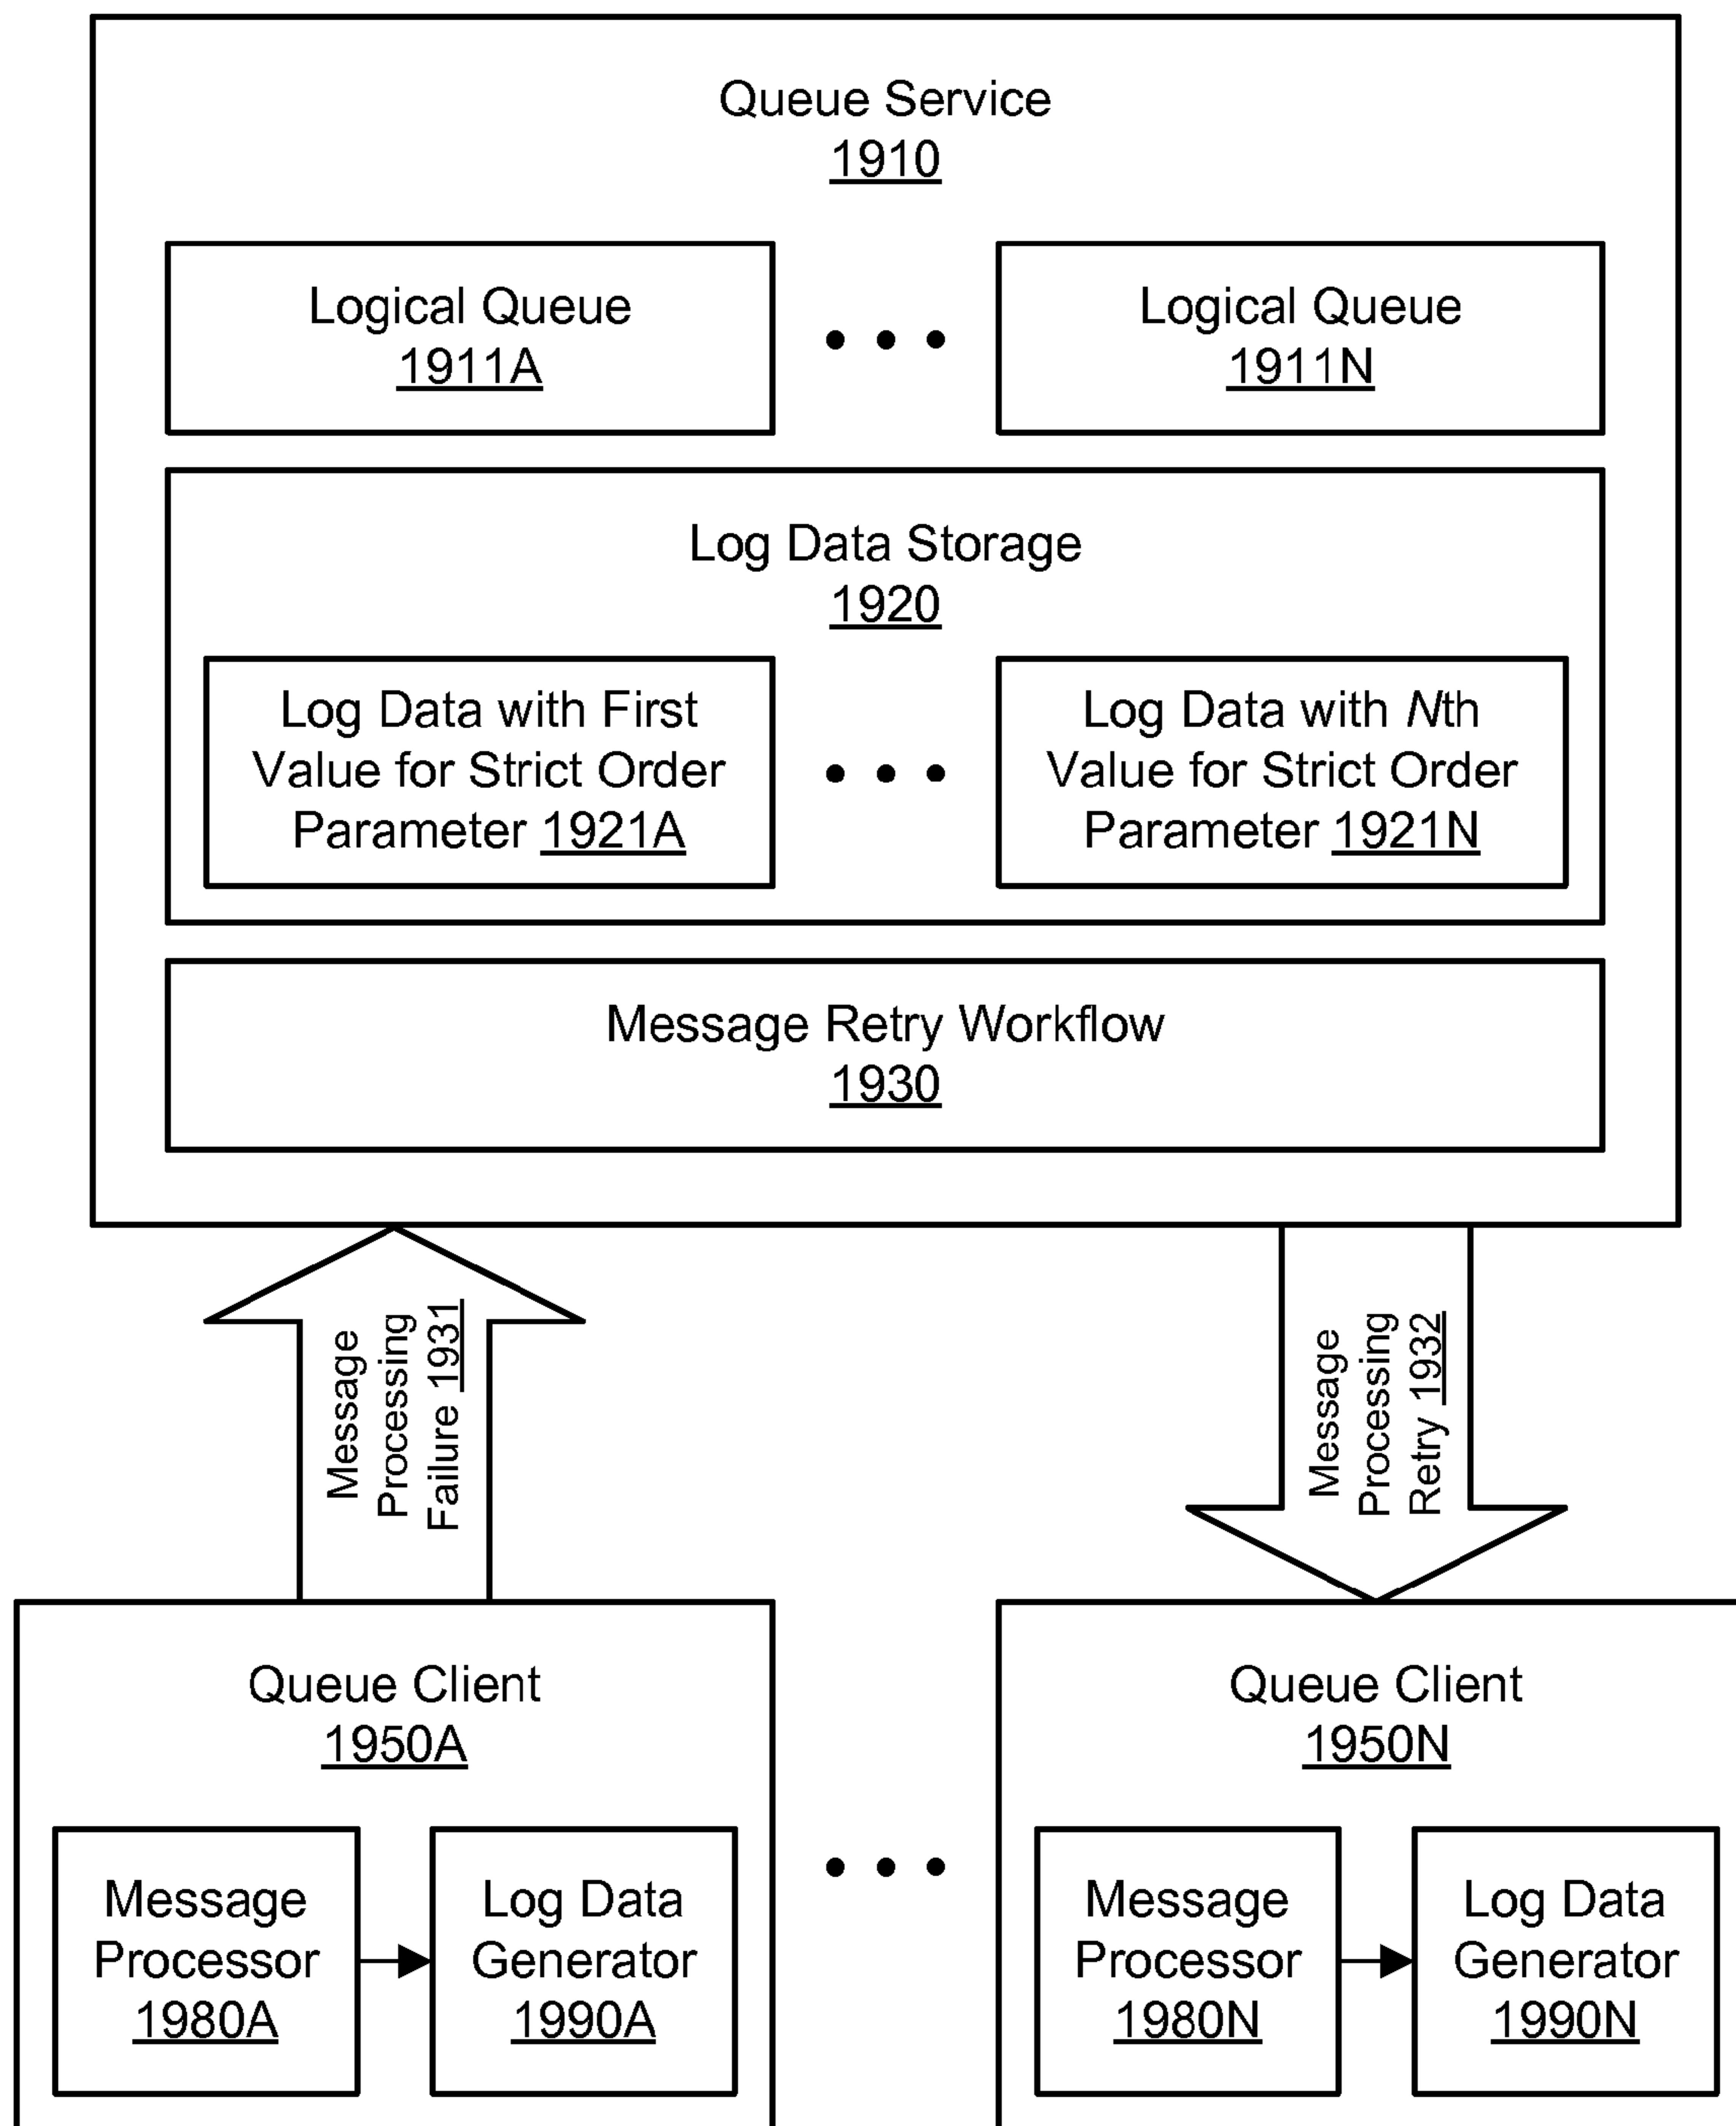 Queue Service
1910
Logical Queue
1911A
Logical Queue
1911N
Log Data Storage
1920
Log Data with First
Value for Strict Order
Parameter 1921A
Log Data with Nth
Value for Strict Order
Parameter 1921N
Message Retry Workflow
1930
Message
Processing
Failure 1931
Message
Processing
Retry 1932
Queue Client
1950A
Message
Processor
1980A
Log Data
Generator
1990A
Queue Client
1950N
Message
Processor
1980N
Log Data
Generator
1990N